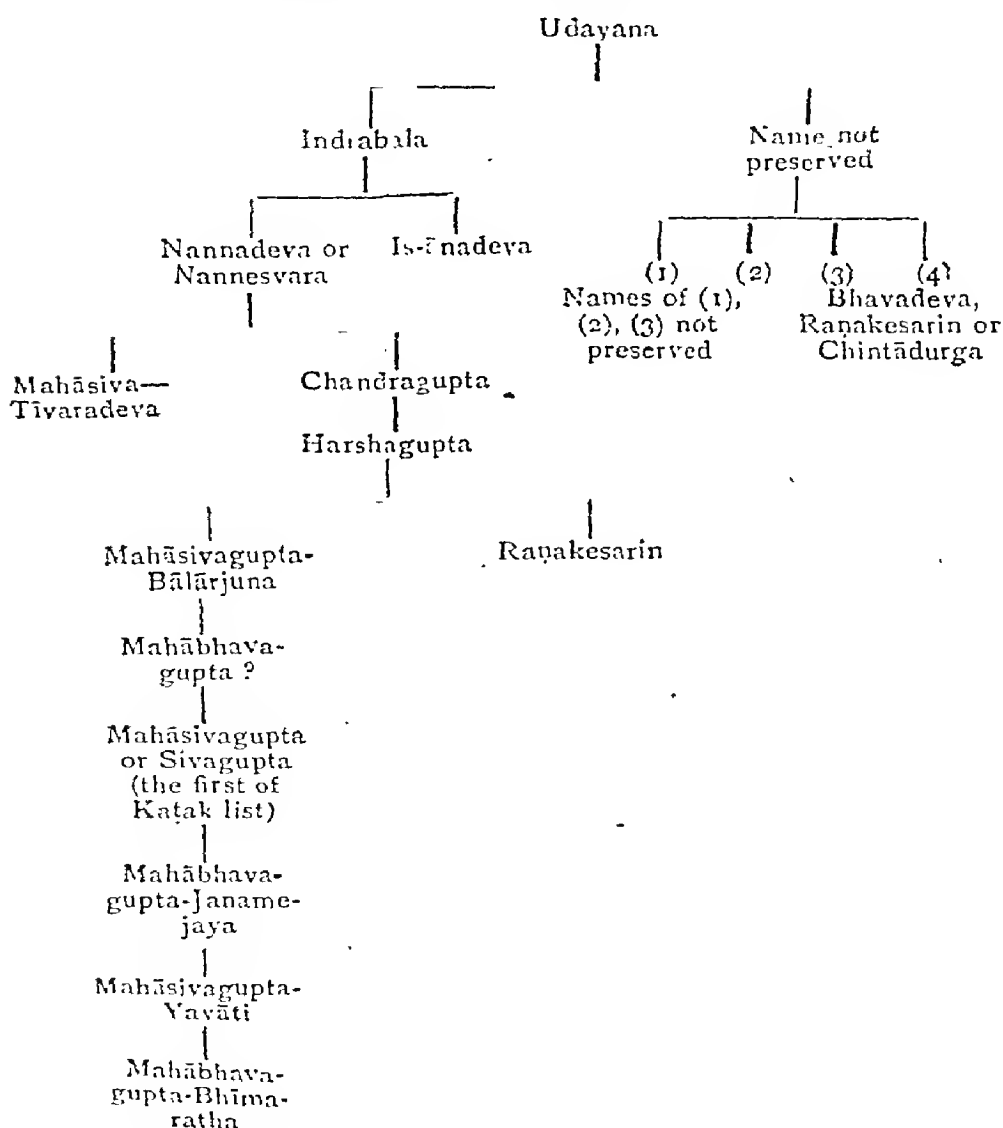 Udayana
Indrabala
Name not
preserved
Nannadeva or
Nannesvara
Is-ānadeva
(1) (2) (3) (4)
Names of (1),
(2), (3) not
preserved
Bhavadeva,
Raṇakesarin or
Chintādurga
Mahāsiva—
Tīvaradeva
Chandragupta
Harshagupta
Mahāsivagupta-
Bālārjuna
Raṇakesarin
Mahābhava-
gupta ?
Mahāsivagupta
or Sivagupta
(the first of
Kaṭak list)
Mahābhava-
gupta-Janame-
jaya
Mahāsivagupta-
Yayāti
Mahābhava-
gupta-Bhīma-
ratha